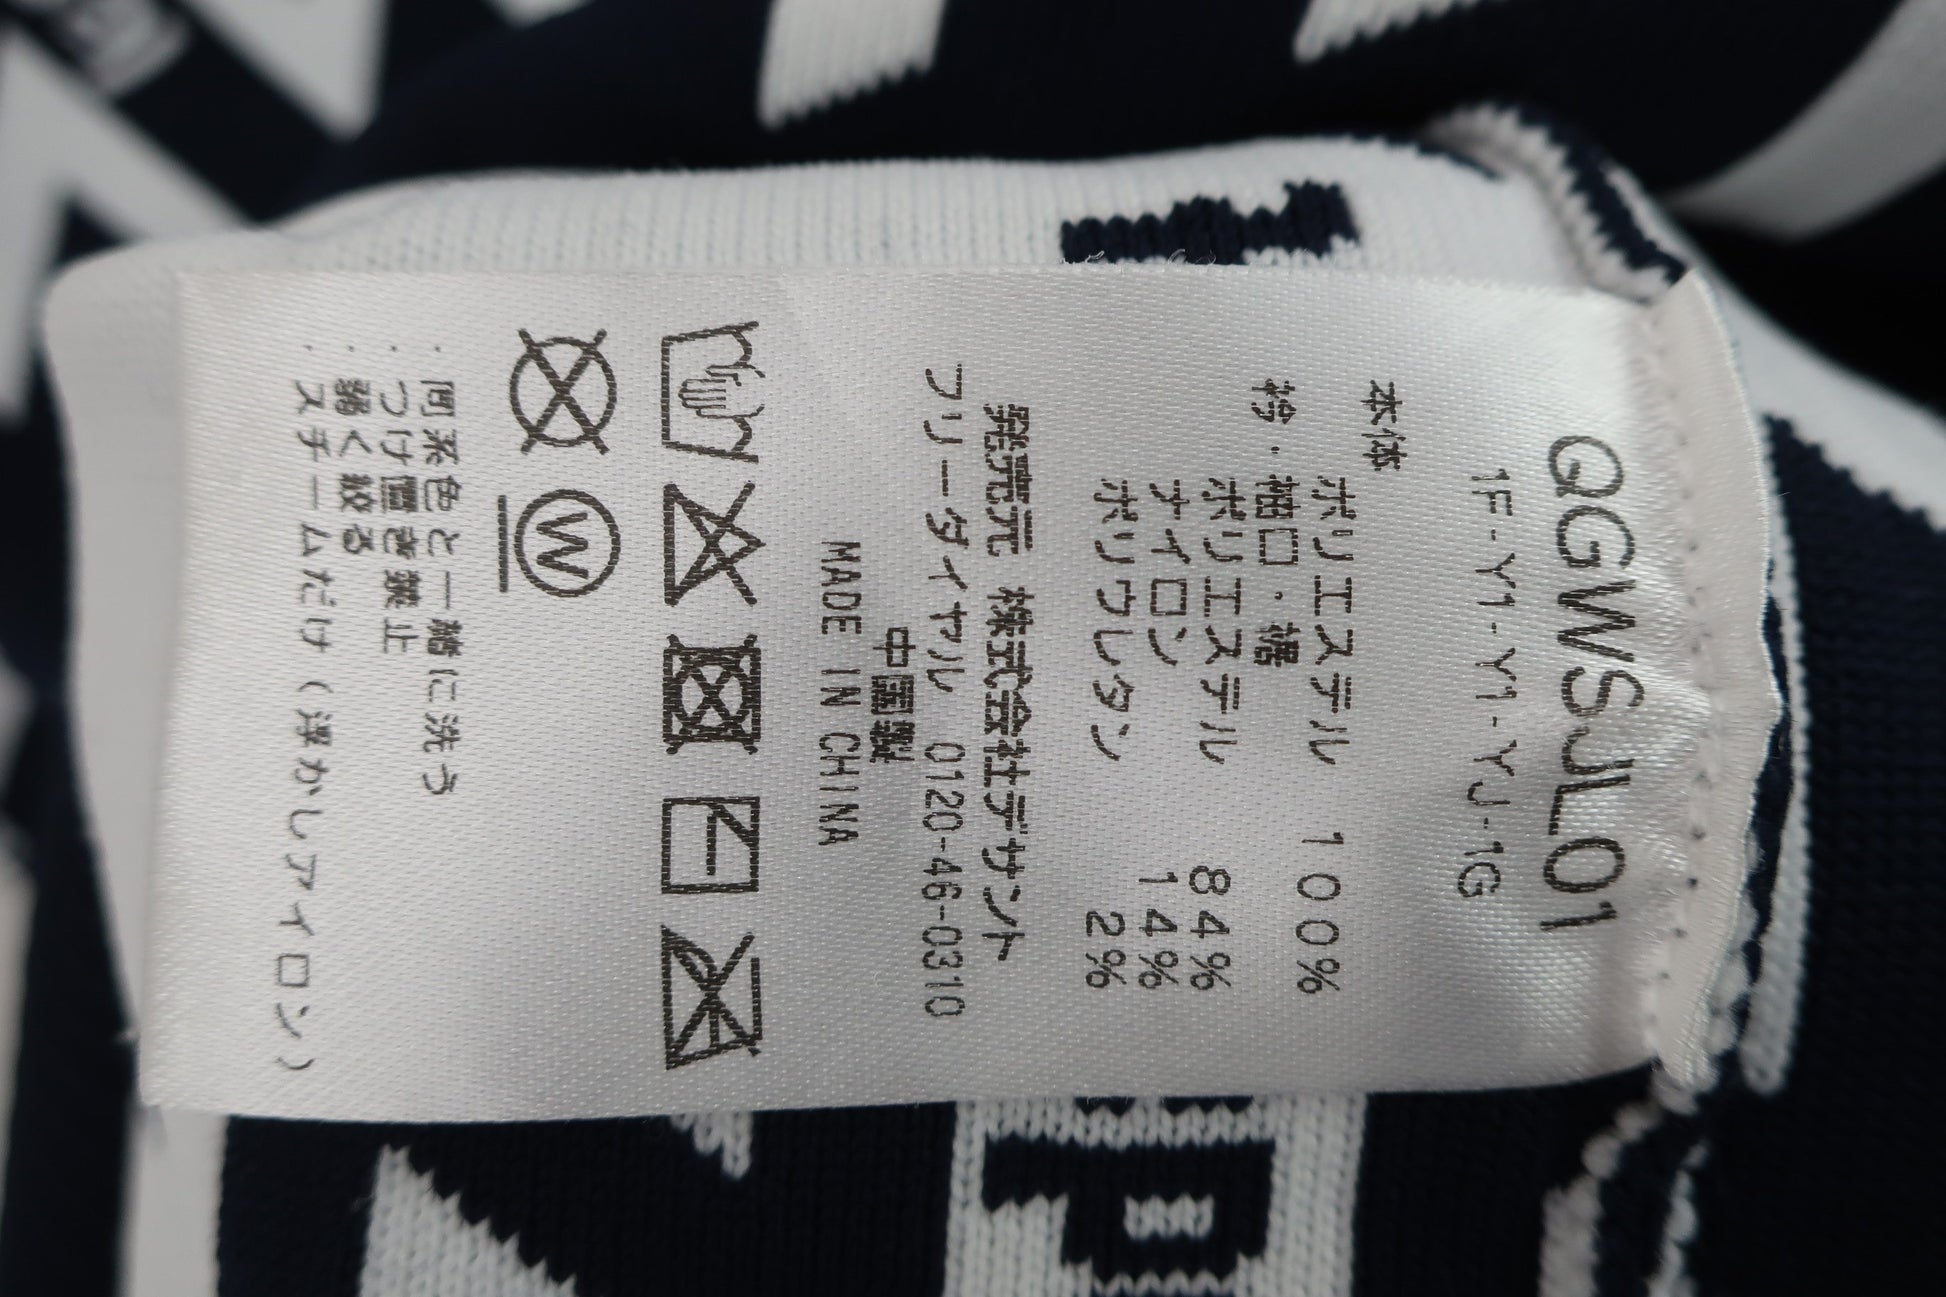 QGWSJL01
1F-Y1-Y1-YJ-1G
本体
ポリエステル 100%
衿・袖口・裾
ポリエステル 84%
ナイロン 14%
ポリウレタン 2%
発売元 株式会社デサント
フリーダイヤル 0120-46-0310
中国製
MADE IN CHINA
W
・同系色と一緒に洗う
・つけ置き禁止
・弱く絞る
・スチームだけ(浮かしアイロン)
P